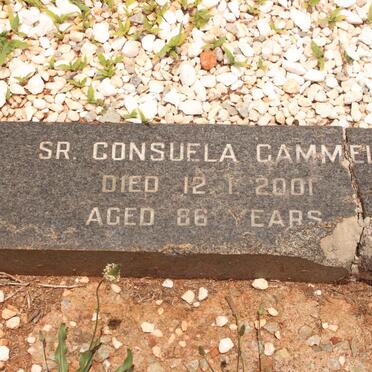 SR. CONSUELA
DIED 12.1.2001
AGED 86 YEARS